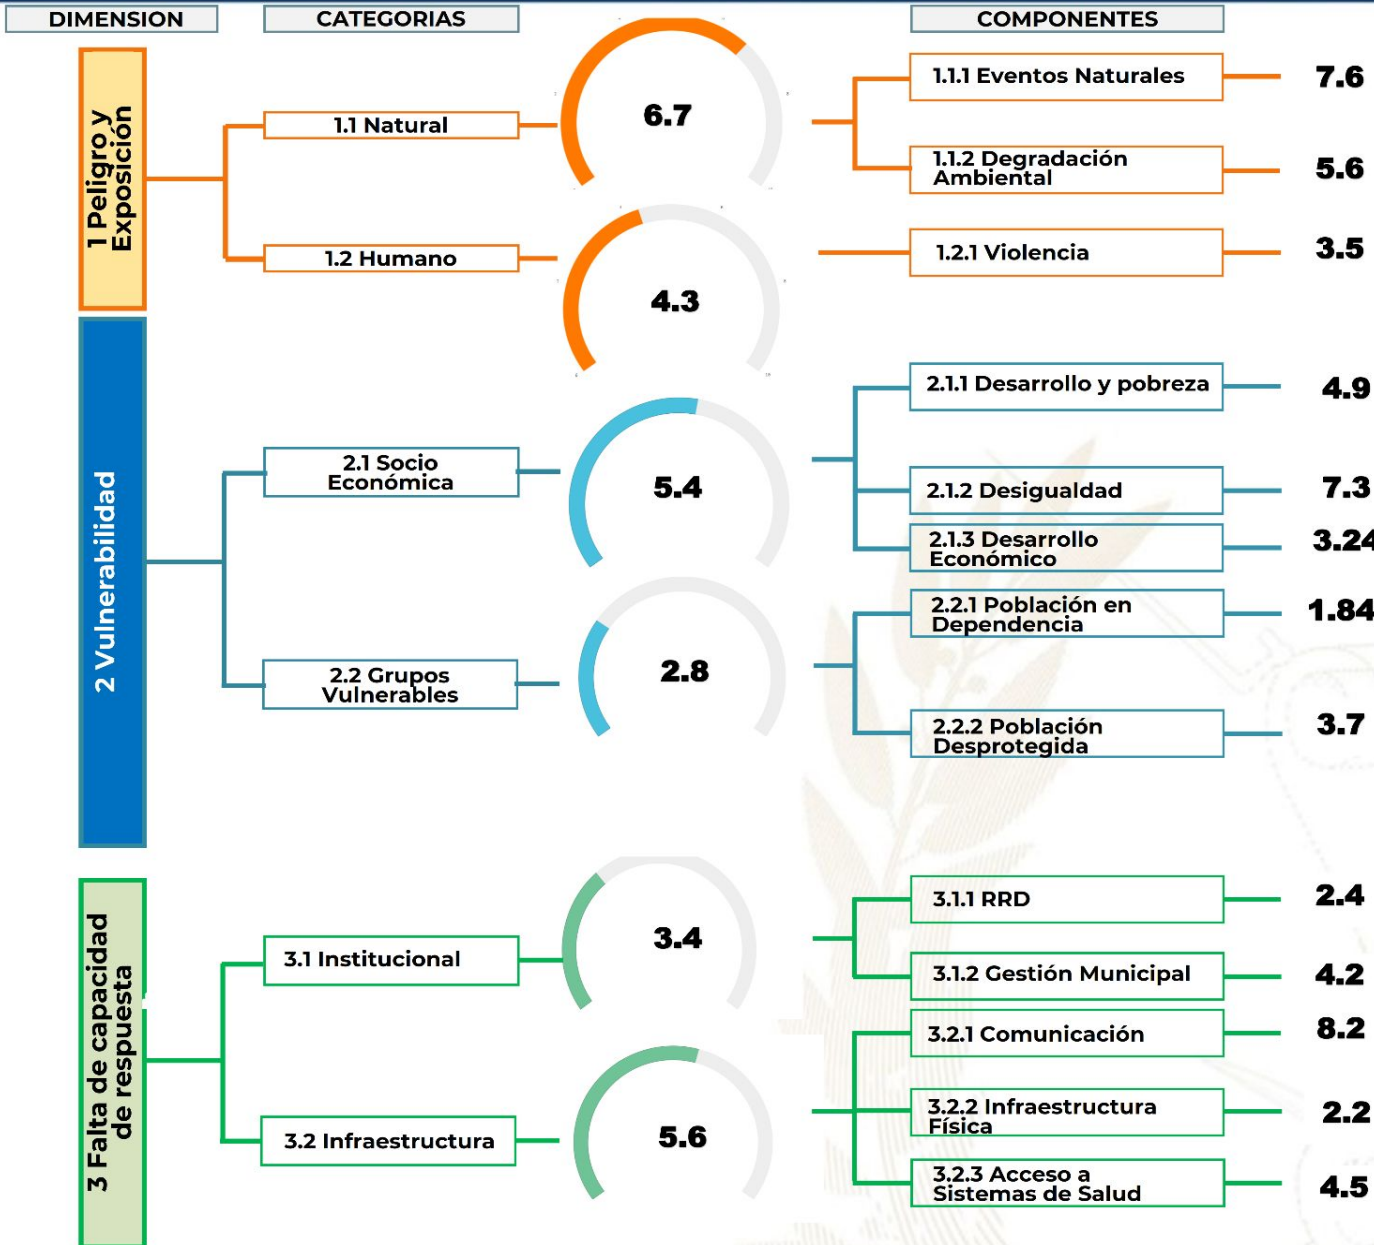 DIMENSION
CATEGORIAS
COMPONENTES
1 Peligro y
Exposición
1.1 Natural
6.7
1.1.1 Eventos Naturales
7.6
1.1.2 Degradación
Ambiental
5.6
1.2 Humano
4.3
1.2.1 Violencia
3.5
2 Vulnerabilidad
2.1 Socio
Económica
5.4
2.1.1 Desarrollo y pobreza
4.9
2.1.2 Desigualdad
7.3
2.1.3 Desarrollo
Económico
3.24
2.2 Grupos
Vulnerables
2.8
2.2.1 Población en
Dependencia
1.84
2.2.2 Población
Desprotegida
3.7
3 Falta de capacidad
de respuesta
3.1 Institucional
3.4
3.1.1 RRD
2.4
3.1.2 Gestión Municipal
4.2
3.2 Infraestructura
5.6
3.2.1 Comunicación
8.2
3.2.2 Infraestructura
Física
2.2
3.2.3 Acceso a
Sistemas de Salud
4.5